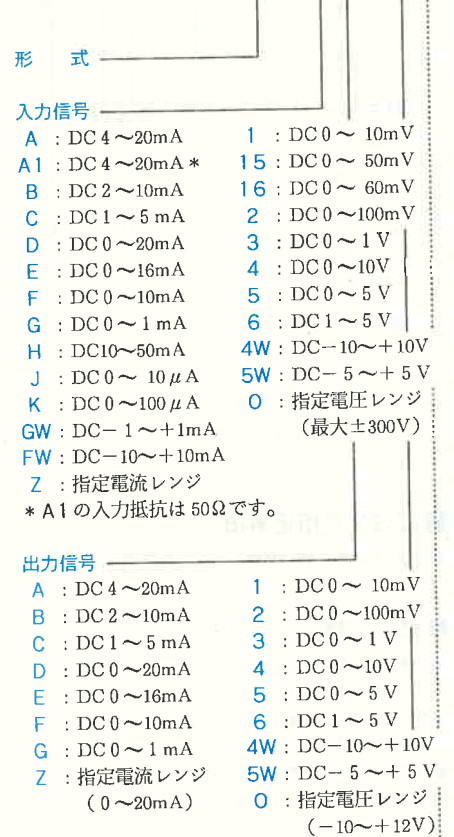 形　式
入力信号
A : DC 4～20mA　1 : DC 0～ 10mV
A1 : DC 4～20mA *　15 : DC 0～ 50mV
B : DC 2～10mA　16 : DC 0～ 60mV
C : DC 1～5 mA　2 : DC 0～100mV
D : DC 0～20mA　3 : DC 0～1 V
E : DC 0～16mA　4 : DC 0～10V
F : DC 0～10mA　5 : DC 0～5 V
G : DC 0～1 mA　6 : DC 1～5 V
H : DC10～50mA　4W : DC－10～＋10V
J : DC 0～ 10μA　5W : DC－ 5～＋ 5 V
K : DC 0～100μA　0 : 指定電圧レンジ
GW : DC－ 1～＋1mA　（最大±300V）
FW : DC－10～＋10mA
Z : 指定電流レンジ
* A1の入力抵抗は 50Ωです。
出力信号
A : DC 4～20mA　1 : DC 0～ 10mV
B : DC 2～10mA　2 : DC 0～100mV
C : DC 1～5 mA　3 : DC 0～1 V
D : DC 0～20mA　4 : DC 0～10V
E : DC 0～16mA　5 : DC 0～5 V
F : DC 0～10mA　6 : DC 1～5 V
G : DC 0～1 mA　4W : DC－10～＋10V
Z : 指定電流レンジ　5W : DC－ 5～＋ 5 V
（0～20mA）　0 : 指定電圧レンジ
（－10～＋12V）